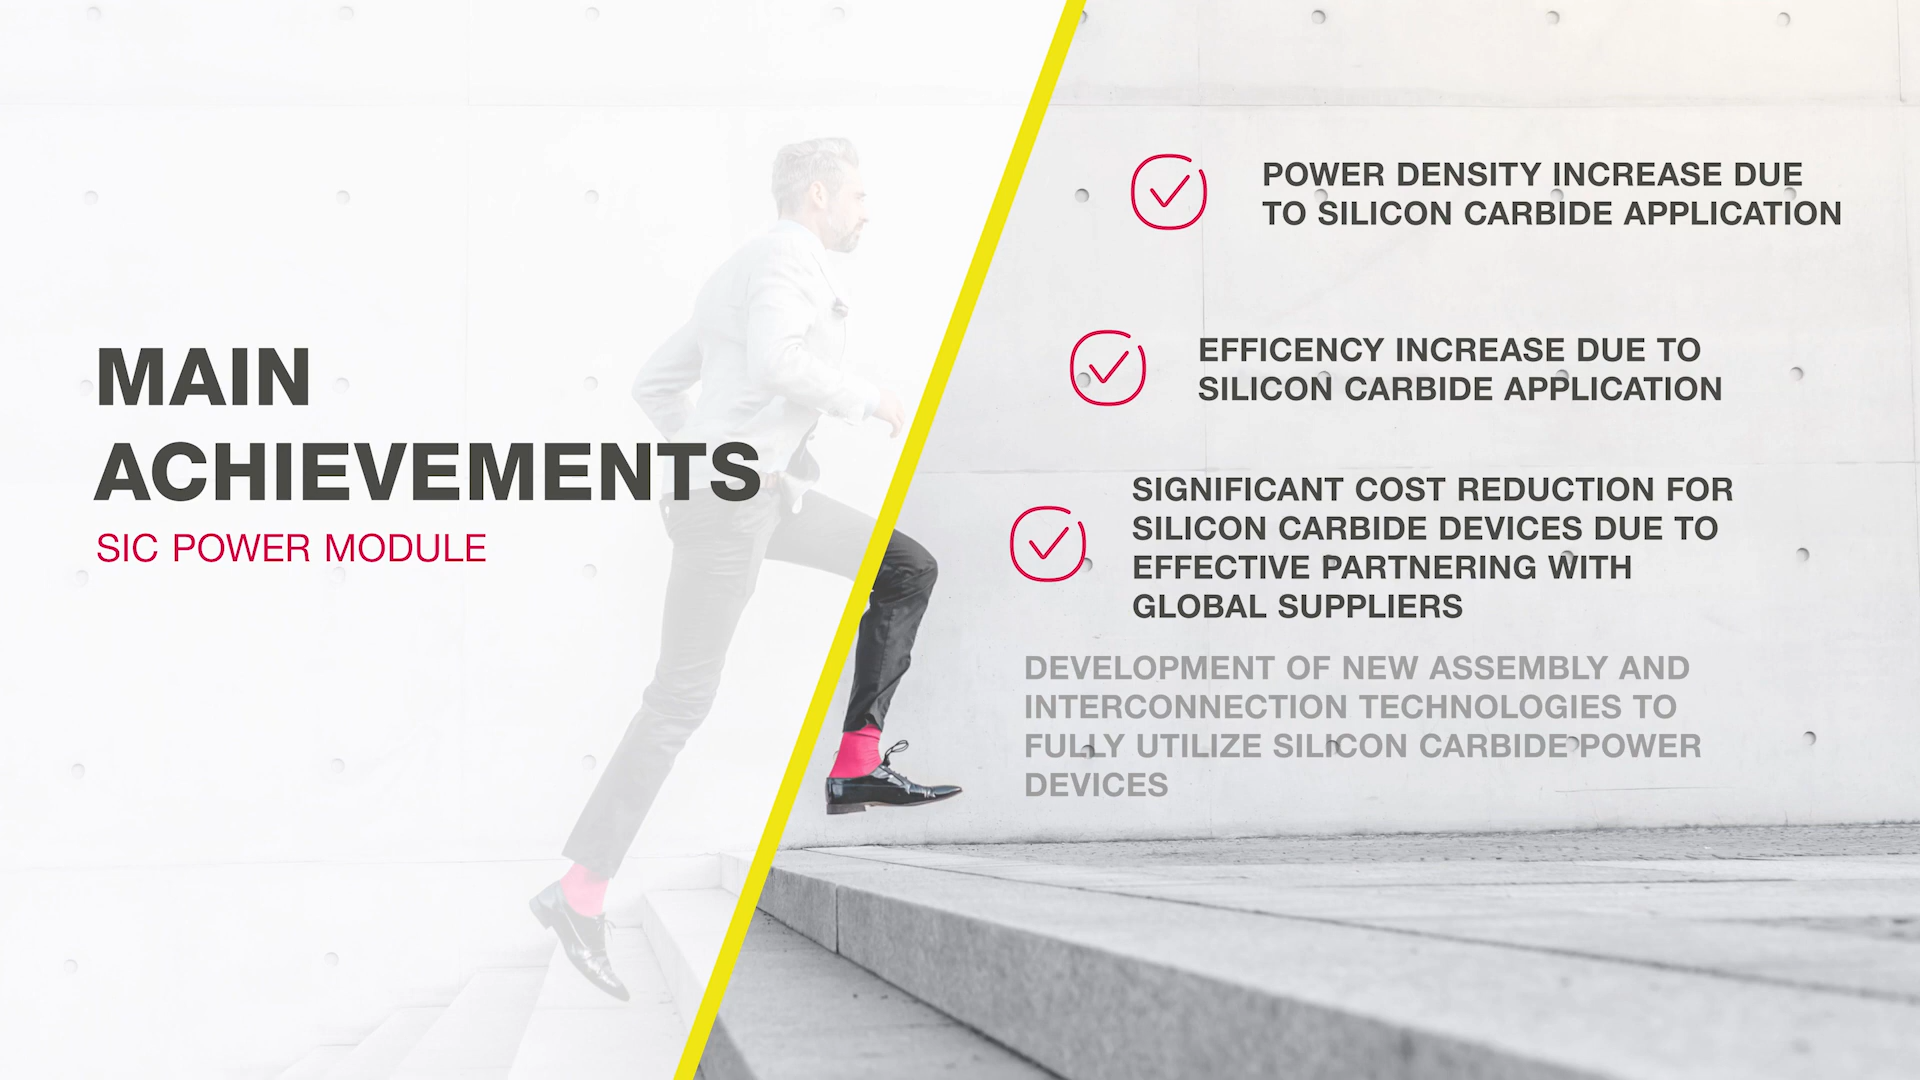 MAIN
ACHIEVEMENTS
SIC POWER MODULE
POWER DENSITY INCREASE DUE
TO SILICON CARBIDE APPLICATION
EFFICENCY INCREASE DUE TO
SILICON CARBIDE APPLICATION
SIGNIFICANT COST REDUCTION FOR
SILICON CARBIDE DEVICES DUE TO
EFFECTIVE PARTNERING WITH
GLOBAL SUPPLIERS
DEVELOPMENT OF NEW ASSEMBLY AND
INTERCONNECTION TECHNOLOGIES TO
FULLY UTILIZE SILICON CARBIDE POWER
DEVICES